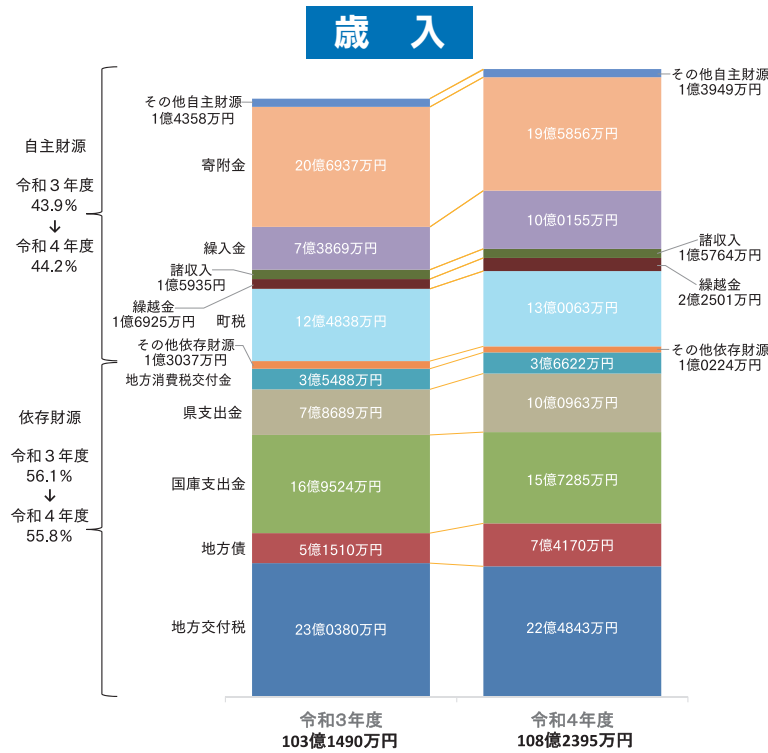 歳 入
自主財源
令和3年度
43.9%
↓
令和4年度
44.2%
依存財源
令和3年度
56.1%
↓
令和4年度
55.8%
その他自主財源
1億4358万円
寄附金
繰入金
諸収入
1億5935万円
繰越金
1億6925万円
町税
その他依存財源
1億3037万円
地方消費税交付金
県支出金
国庫支出金
地方債
地方交付税
20億6937万円
7億3869万円
12億4838万円
3億5488万円
7億8689万円
16億9524万円
5億1510万円
23億0380万円
19億5856万円
10億0155万円
13億0063万円
3億6622万円
10億0963万円
15億7285万円
7億4170万円
22億4843万円
その他自主財源
1億3949万円
諸収入
1億5764万円
繰越金
2億2501万円
その他依存財源
1億0224万円
令和3年度
103億1490万円
令和4年度
108億2395万円